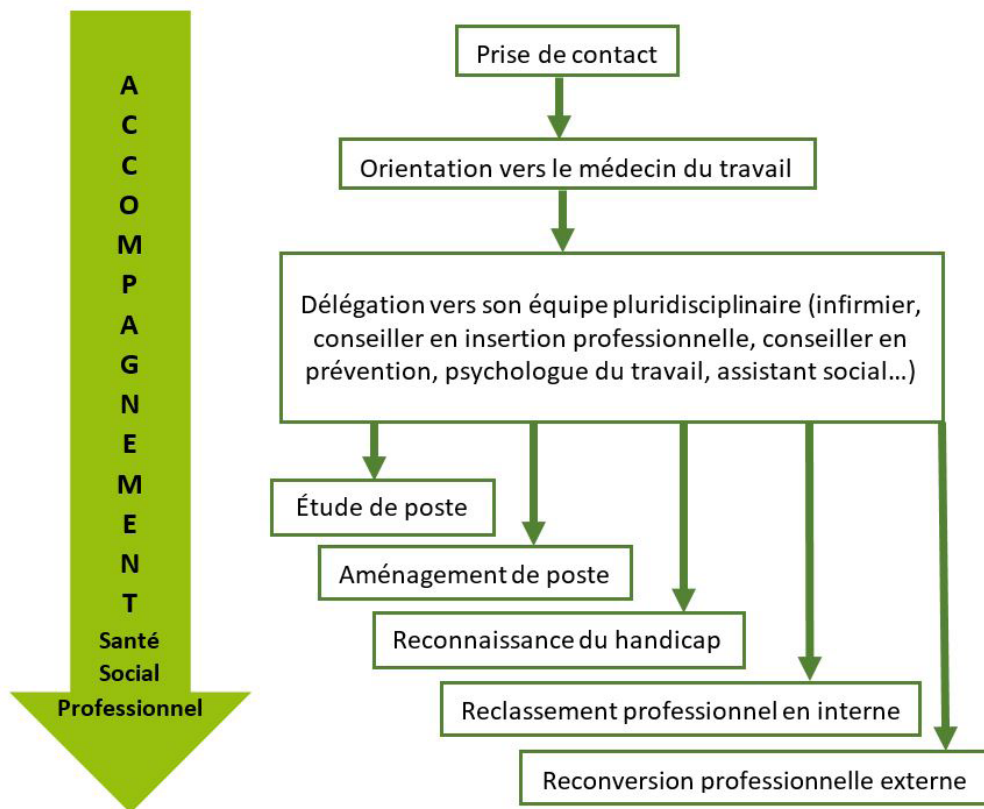 A
C
C
O
M
P
A
G
N
E
M
E
N
T
Santé
Social
Professionnel
Prise de contact
Orientation vers le médecin du travail
Délégation vers son équipe pluridisciplinaire (infirmier,
conseiller en insertion professionnelle, conseiller en
prévention, psychologue du travail, assistant social…)
Étude de poste
Aménagement de poste
Reconnaissance du handicap
Reclassement professionnel en interne
Reconversion professionnelle externe